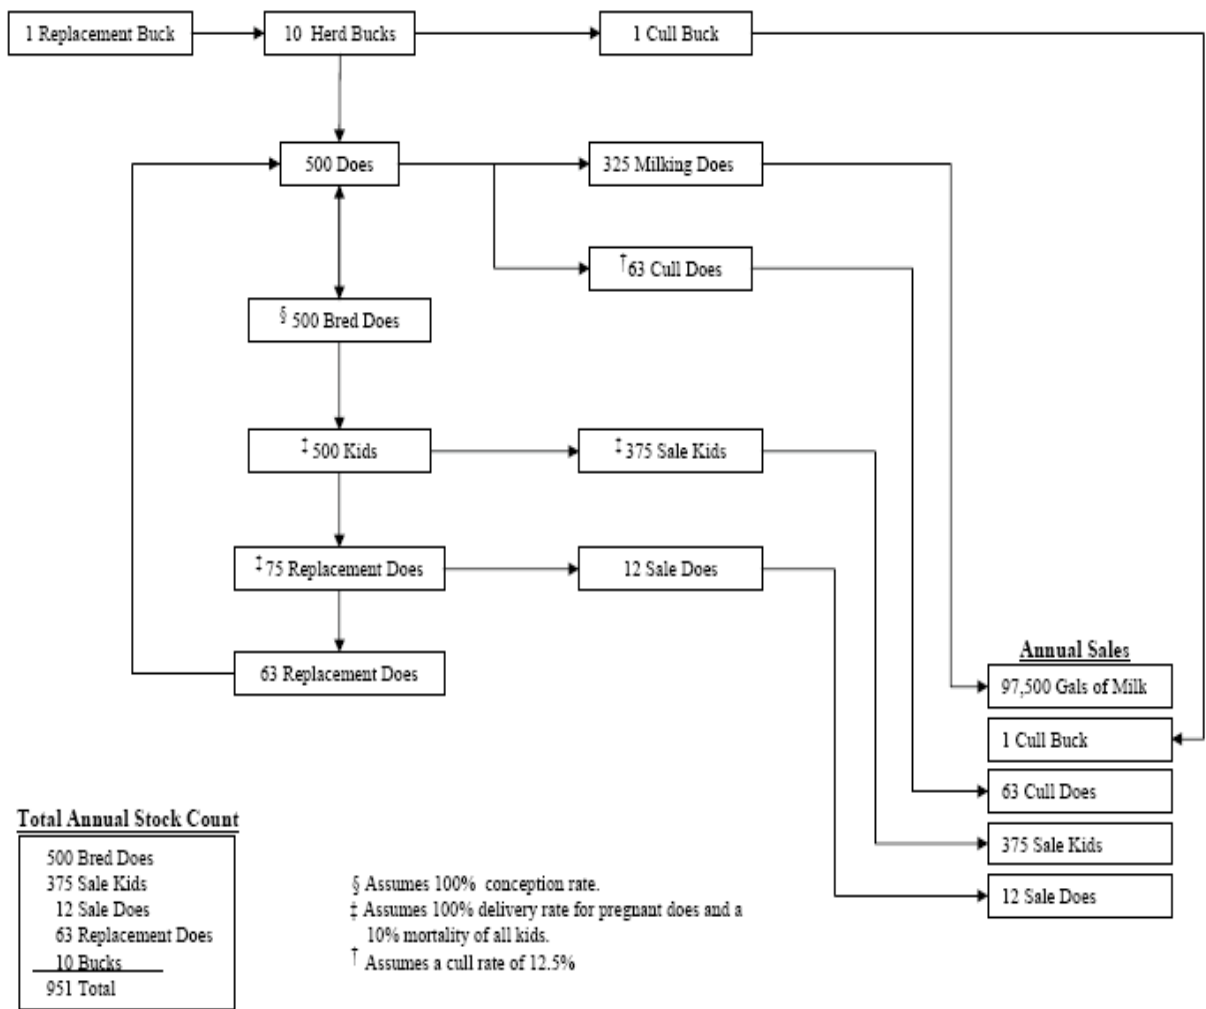 1 Replacement Buck
10 Herd Bucks
1 Cull Buck
500 Does
325 Milking Does
†63 Cull Does
§ 500 Bred Does
‡ 500 Kids
‡ 375 Sale Kids
‡ 75 Replacement Does
12 Sale Does
63 Replacement Does
Annual Sales
97,500 Gals of Milk
1 Cull Buck
63 Cull Does
375 Sale Kids
12 Sale Does
Total Annual Stock Count
500 Bred Does
375 Sale Kids
12 Sale Does
63 Replacement Does
10 Bucks
951 Total
§ Assumes 100% conception rate.
‡ Assumes 100% delivery rate for pregnant does and a
10% mortality of all kids.
† Assumes a cull rate of 12.5%